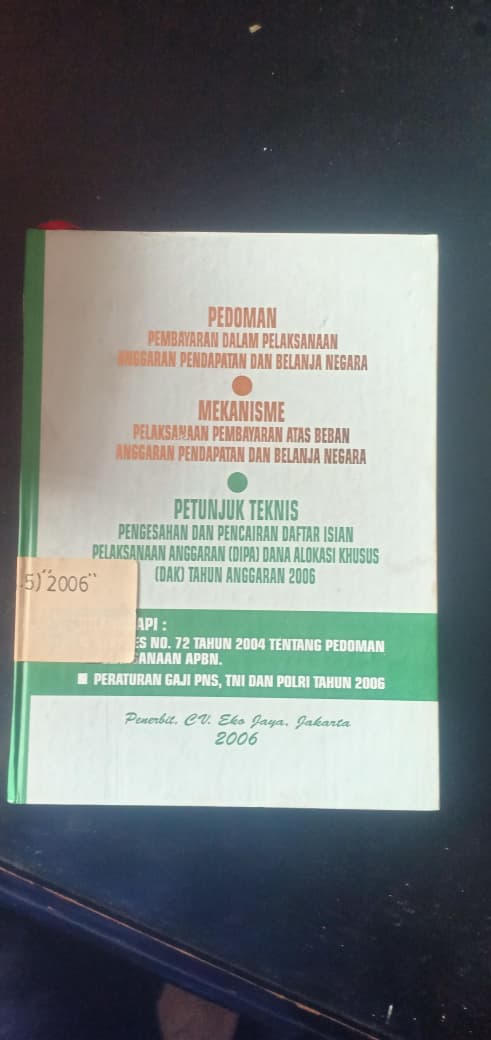 PEDOMAN
PEMBAYARAN DALAM PELAKSANAAN
ANGGARAN PENDAPATAN DAN BELANJA NEGARA
MEKANISME
PELAKSANAAN PEMBAYARAN ATAS BEBAN
ANGGARAN PENDAPATAN DAN BELANJA NEGARA
PETUNJUK TEKNIS
PENGESAHAN DAN PENCAIRAN DAFTAR ISIAN
PELAKSANAAN ANGGARAN (DIPA) DANA ALOKASI KHUSUS
(DAK) TAHUN ANGGARAN 2006
5) "2006"
API :
ES NO. 72 TAHUN 2004 TENTANG PEDOMAN
ANAAN APBN.
PERATURAN GAJI PNS, TNI DAN POLRI TAHUN 2006
Penerbit. CV. Eko Jaya. Jakarta
2006